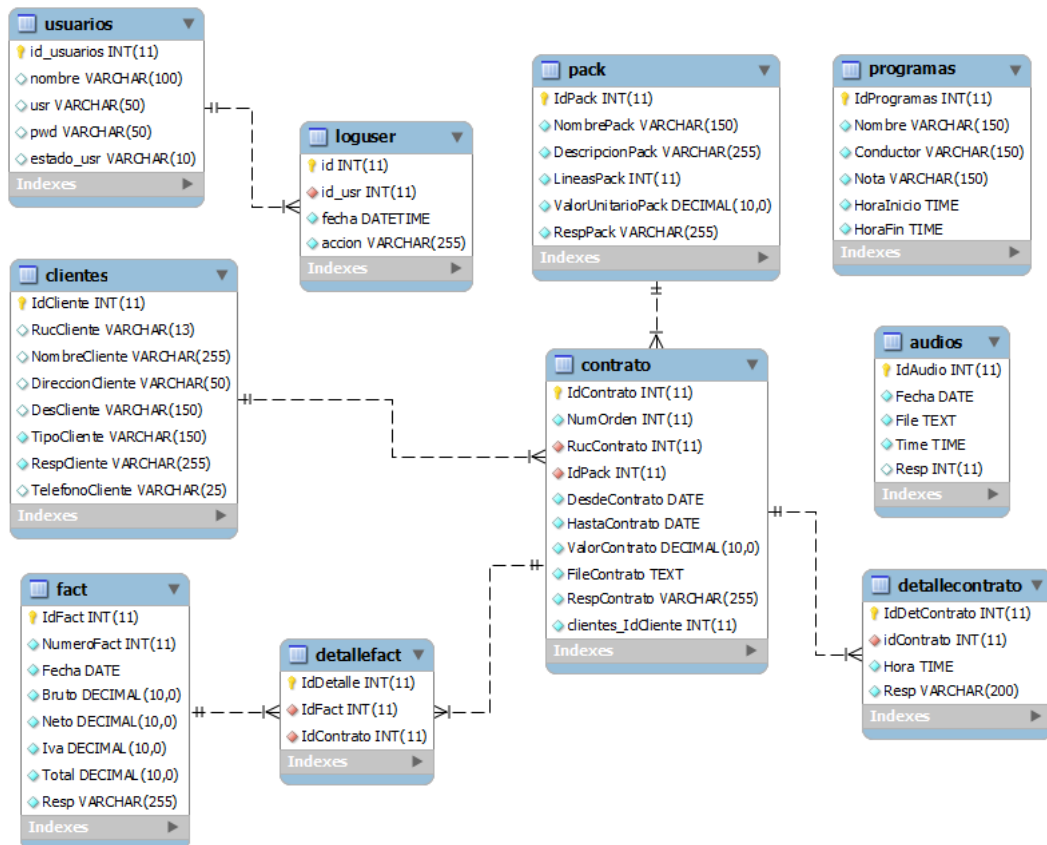 usuarios
id_usuarios INT(11)
nombre VARCHAR(100)
usr VARCHAR(50)
pwd VARCHAR(50)
estado_usr VARCHAR(10)
Indexes
loguser
id INT(11)
id_usr INT(11)
fecha DATETIME
accion VARCHAR(255)
Indexes
pack
IdPack INT(11)
NombrePack VARCHAR(150)
DescripcionPack VARCHAR(255)
LineasPack INT(11)
ValorUnitarioPack DECIMAL(10,0)
RespPack VARCHAR(255)
Indexes
programas
IdProgramas INT(11)
Nombre VARCHAR(150)
Conductor VARCHAR(150)
Nota VARCHAR(150)
HoraInicio TIME
HoraFin TIME
Indexes
clientes
IdCliente INT(11)
RucCliente VARCHAR(13)
NombreCliente VARCHAR(255)
DireccionCliente VARCHAR(50)
DesCliente VARCHAR(150)
TipoCliente VARCHAR(150)
RespCliente VARCHAR(255)
TelefonoCliente VARCHAR(25)
Indexes
contrato
IdContrato INT(11)
NumOrden INT(11)
RucContrato INT(11)
IdPack INT(11)
DesdeContrato DATE
HastaContrato DATE
ValorContrato DECIMAL(10,0)
FileContrato TEXT
RespContrato VARCHAR(255)
clientes_IdCliente INT(11)
Indexes
audios
IdAudio INT(11)
Fecha DATE
File TEXT
Time TIME
Resp INT(11)
Indexes
fact
IdFact INT(11)
NumeroFact INT(11)
Fecha DATE
Bruto DECIMAL(10,0)
Neto DECIMAL(10,0)
Iva DECIMAL(10,0)
Total DECIMAL(10,0)
Resp VARCHAR(255)
Indexes
detallefact
IdDetalle INT(11)
IdFact INT(11)
IdContrato INT(11)
Indexes
detallecontrato
IdDetContrato INT(11)
idContrato INT(11)
Hora TIME
Resp VARCHAR(200)
Indexes